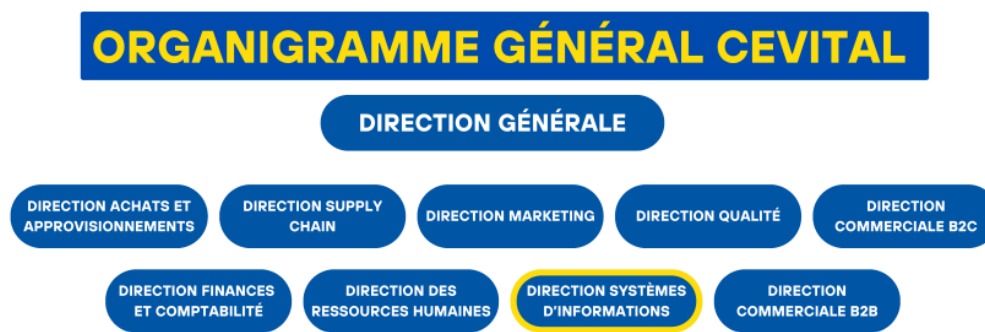 ORGANIGRAMME GÉNÉRAL CEVITAL
DIRECTION GÉNÉRALE
DIRECTION ACHATS ET
APPROVISIONNEMENTS
DIRECTION SUPPLY
CHAIN
DIRECTION MARKETING
DIRECTION QUALITÉ
DIRECTION
COMMERCIALE B2C
DIRECTION FINANCES
ET COMPTABILITÉ
DIRECTION DES
RESSOURCES HUMAINES
DIRECTION SYSTÈMES
D'INFORMATIONS
DIRECTION
COMMERCIALE B2B